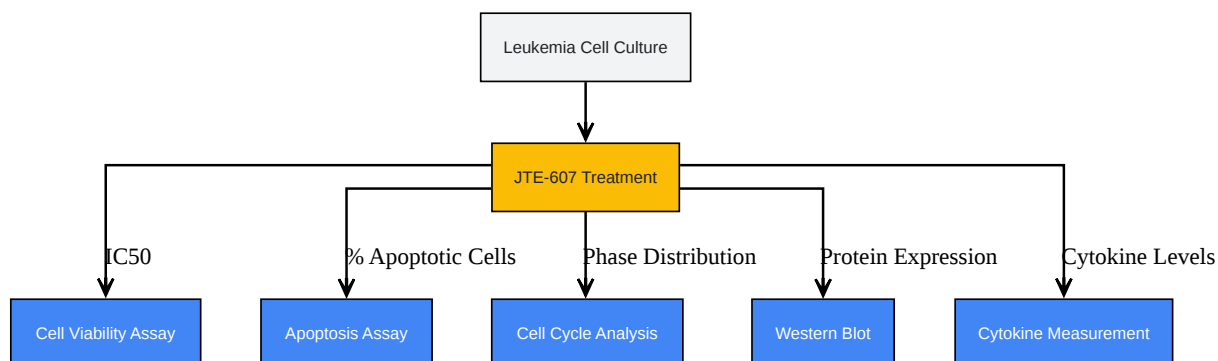 Leukemia Cell Culture
JTE-607 Treatment
IC50
% Apoptotic Cells
Phase Distribution
Protein Expression
Cytokine Levels
Cell Viability Assay
Apoptosis Assay
Cell Cycle Analysis
Western Blot
Cytokine Measurement